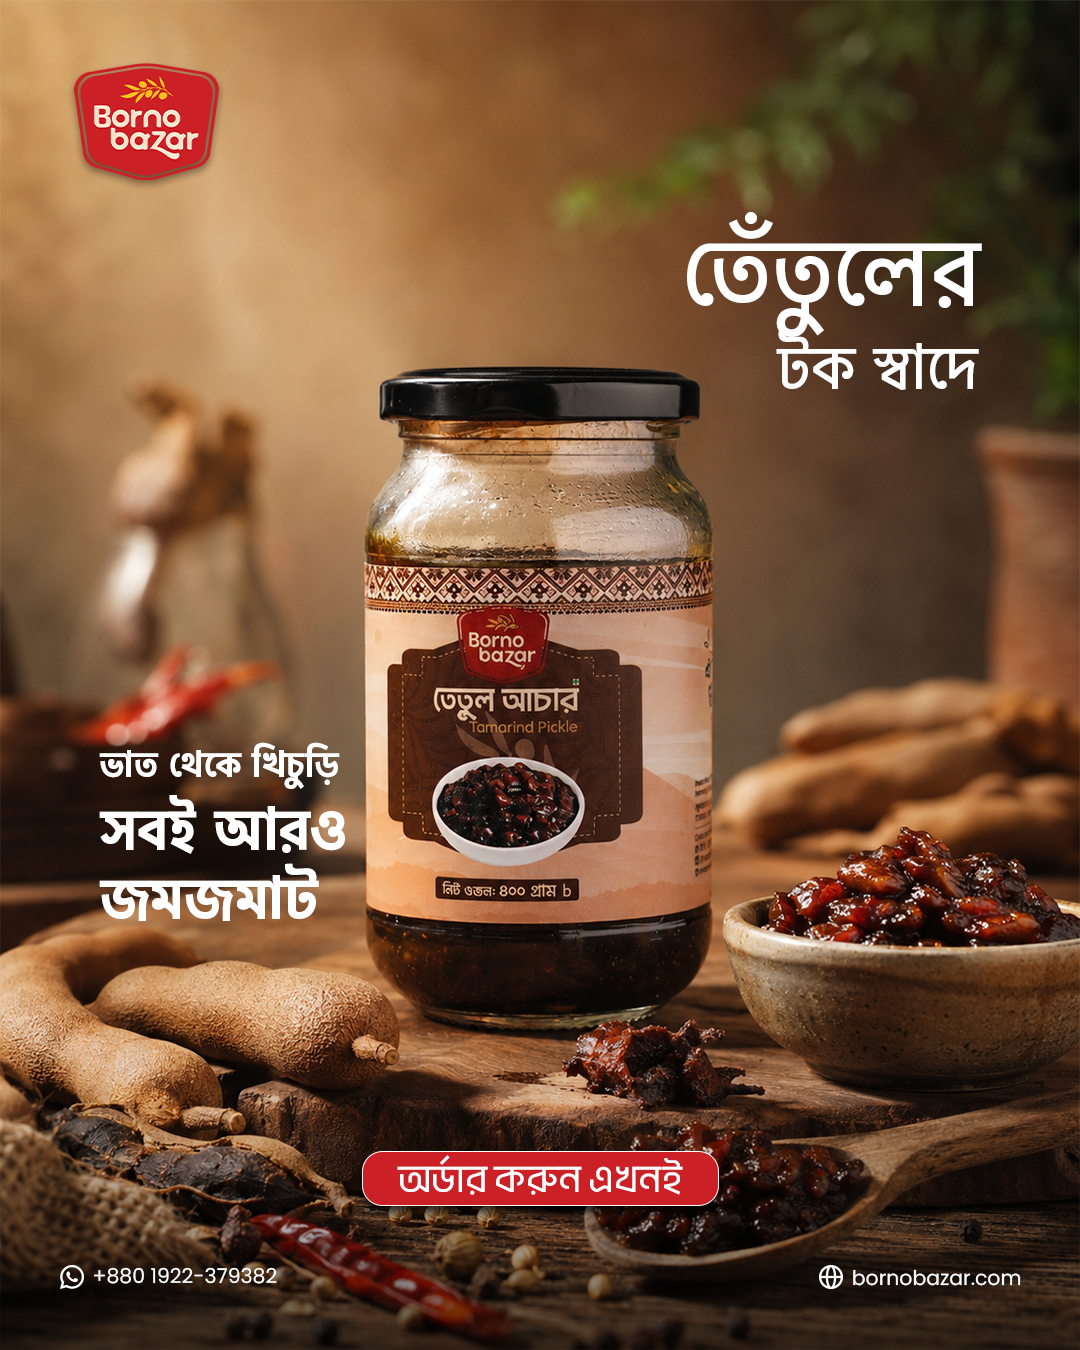 Borno
bazar
তেঁতুলের
টক স্বাদে
Borno
bazar
তেতুল আচার
Tamarind Pickle
নিট ওজন: ৪০০ গ্রাম
ভাত থেকে খিচুড়ি
সবই আরও
জমজমাট
অর্ডার করুন এখনই
+880 1922-379382
bornobazar.com